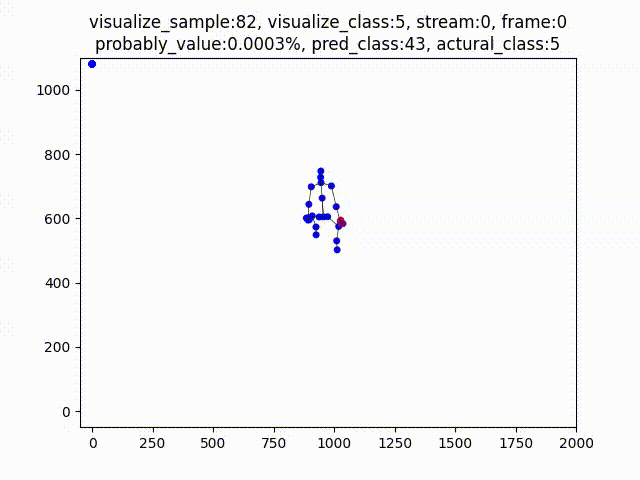 visualize_sample:82, visualize_class:5, stream:0, frame:0
probably_value:0.0003%, pred_class:43, actural_class:5
1000
800
600
400
200
0
0 250 500 750 1000 1250 1500 1750 2000